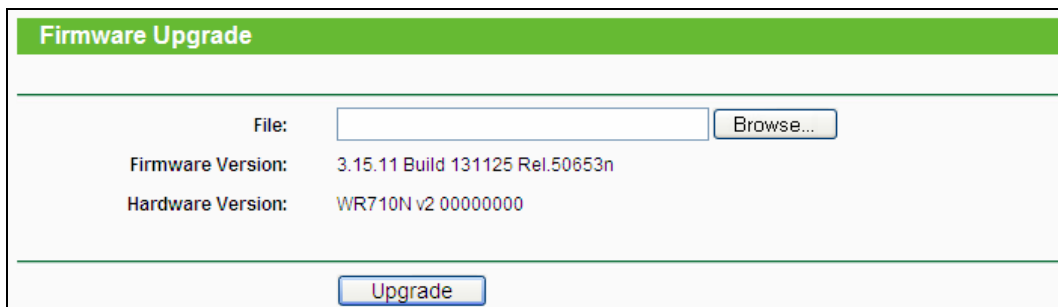 Firmware Upgrade
File: Browse...
Firmware Version: 3.15.11 Build 131125 Rel.50653n
Hardware Version: WR710N v2 00000000
Upgrade